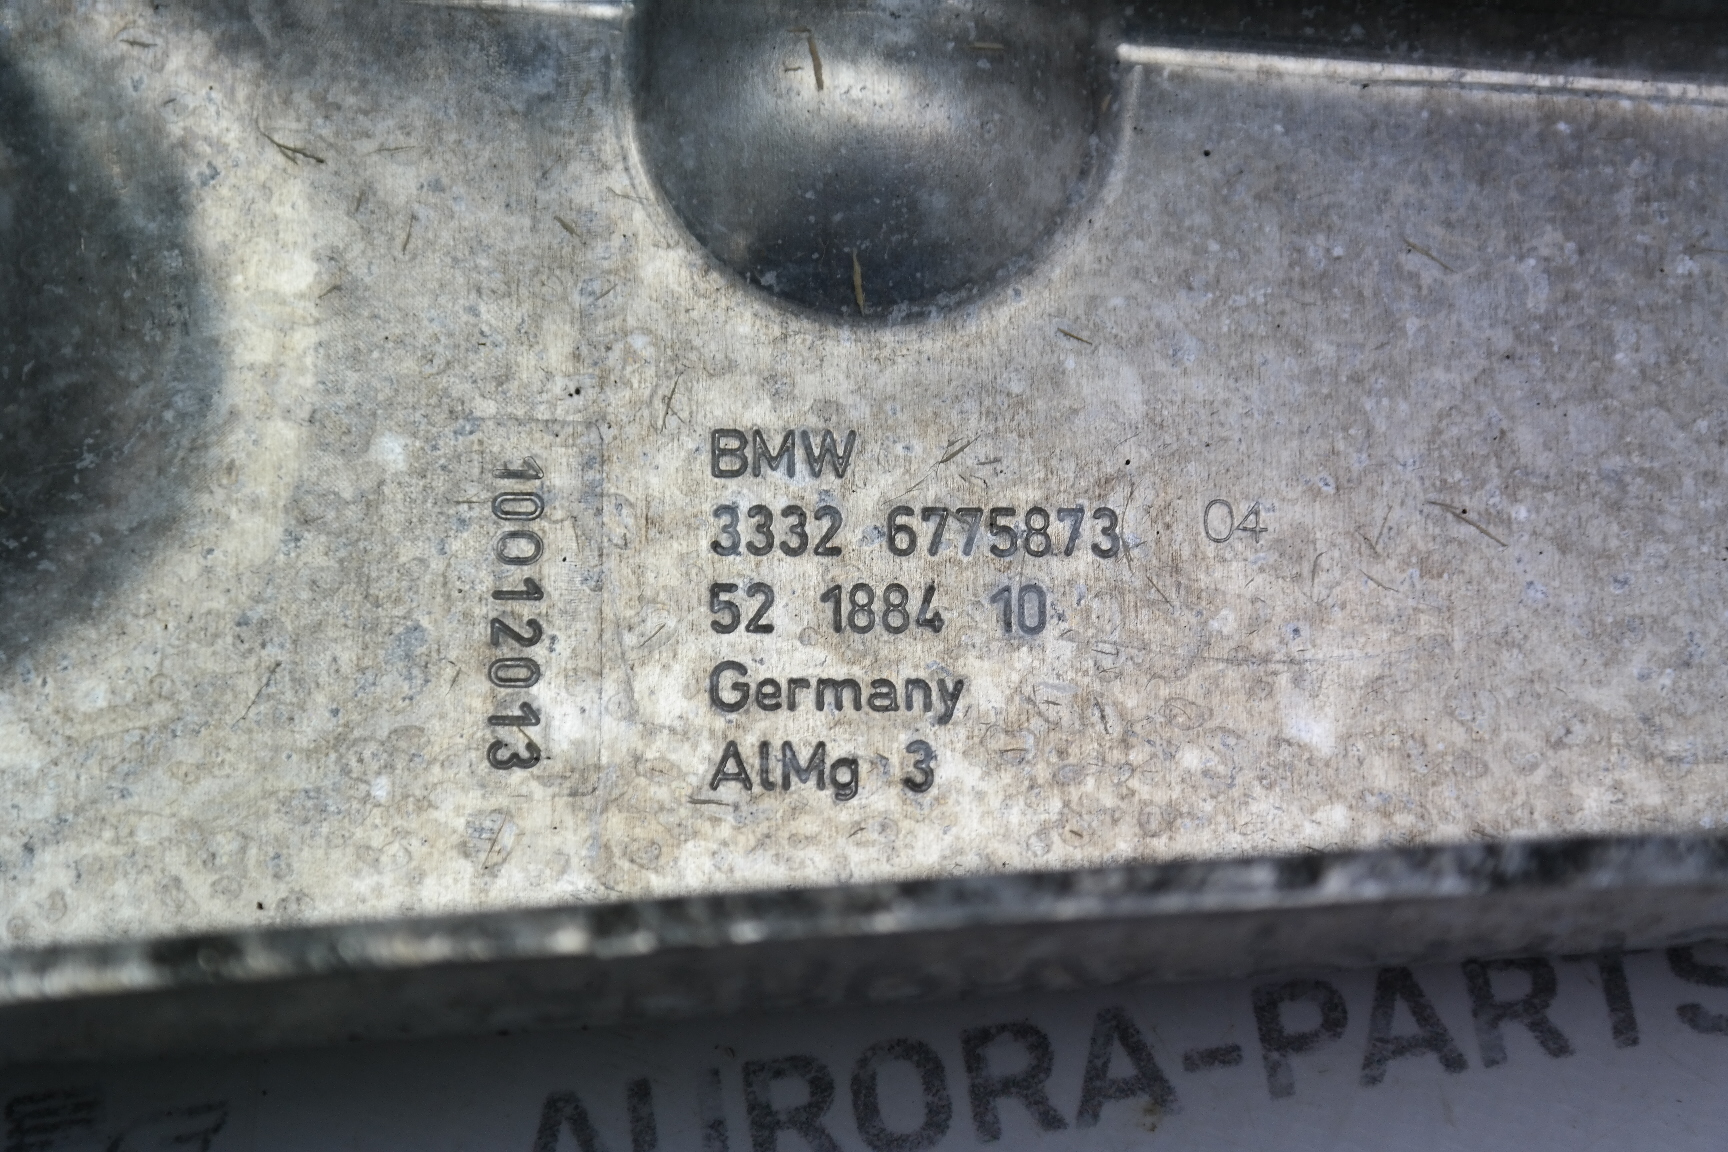 BMW
3332 6775873 04
52 1884 10
Germany
AlMg 3
10012013
AURORA-PARTS